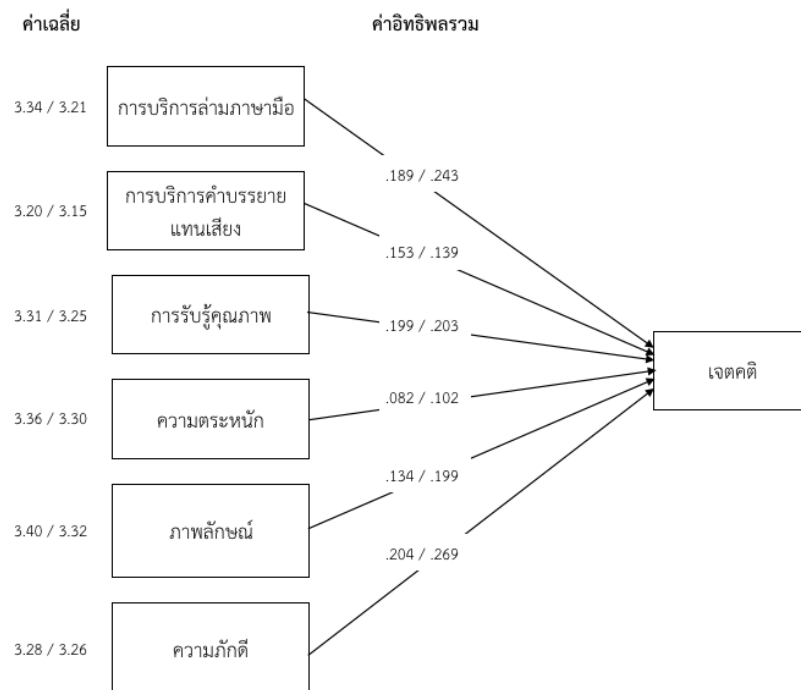 ค่าเฉลี่ย ค่าอิทธิพลรวม
3.34 / 3.21 การบริการล่ามภาษามือ
.189 / .243
3.20 / 3.15 การบริการคำบรรยาย
แทนเสียง
.153 / .139
3.31 / 3.25 การรับรู้คุณภาพ
.199 / .203
เจตคติ
3.36 / 3.30 ความตระหนัก
.082 / .102
.134 / .199
3.40 / 3.32 ภาพลักษณ์
.204 / .269
3.28 / 3.26 ความภักดี